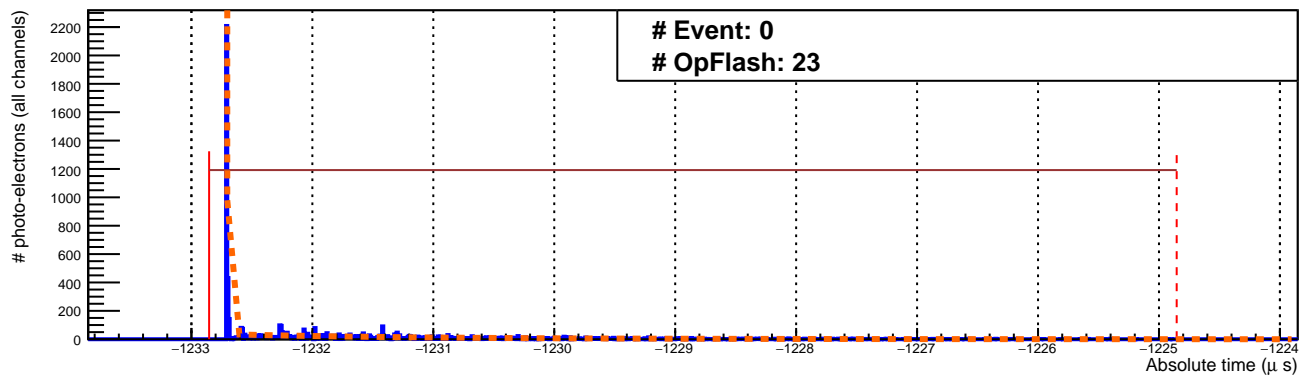 # Event: 0
# OpFlash: 23
# photo-electrons (all channels)
2200
2000
1800
1600
1400
1200
1000
800
600
400
200
0
−1233 −1232 −1231 −1230 −1229 −1228 −1227 −1226 −1225 −1224
Absolute time (μ s)